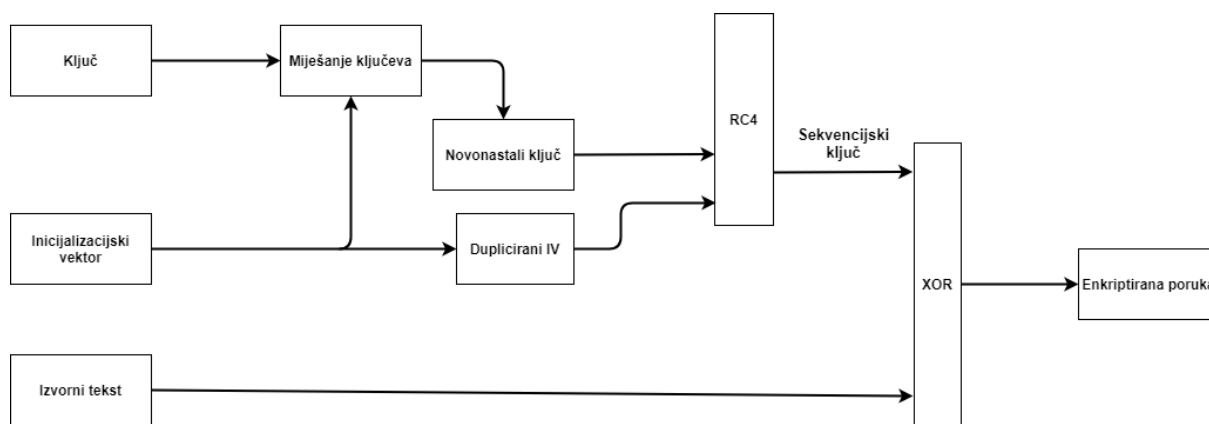 Ključ
Miješanje ključeva
RC4
Sekvencijski
ključ
Novonastali ključ
Inicijalizacijski
vektor
Duplicirani IV
XOR
Enkriptirana poruka
Izvorni tekst